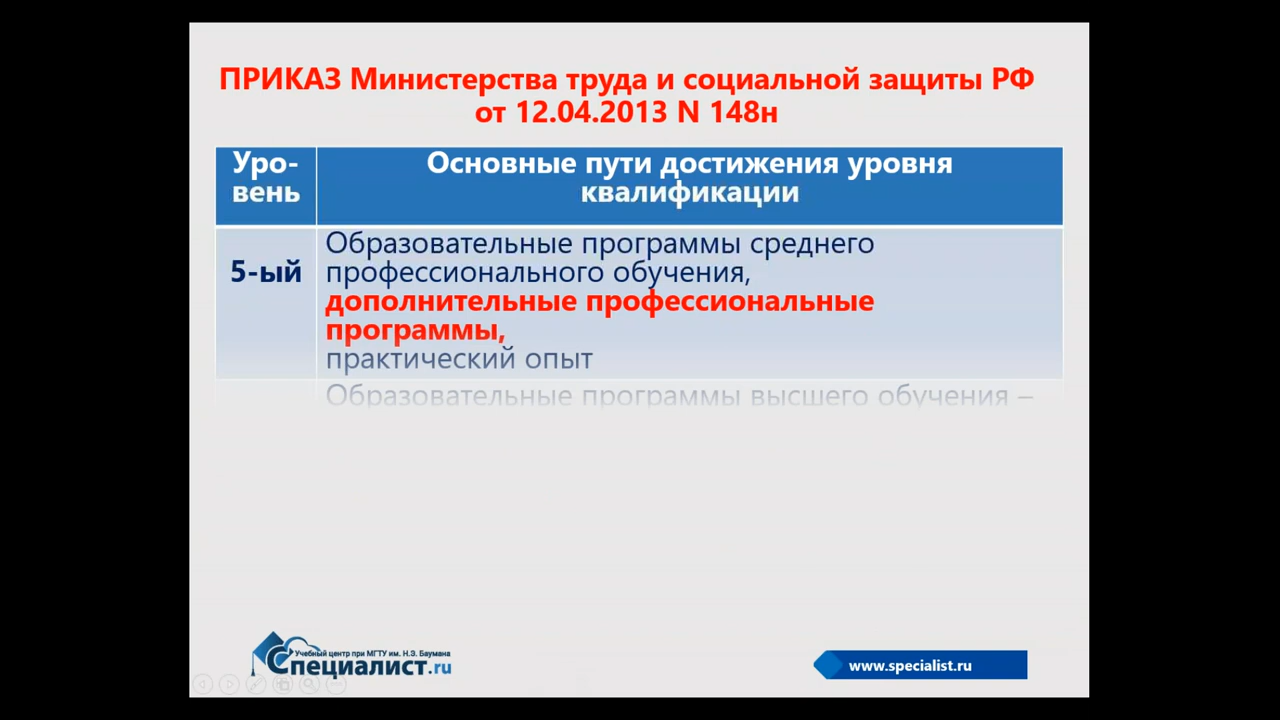 ПРИКАЗ Министерства труда и социальной защиты РФ
от 12.04.2013 N 148н
Уро-
вень
Основные пути достижения уровня
квалификации
5-ый
Образовательные программы среднего
профессионального обучения,
дополнительные профессиональные
программы,
практический опыт
Образовательные программы высшего обучения –
Учебный центр при МГТУ им. Н.Э. Баумана
Специалист.ru
www.specialist.ru